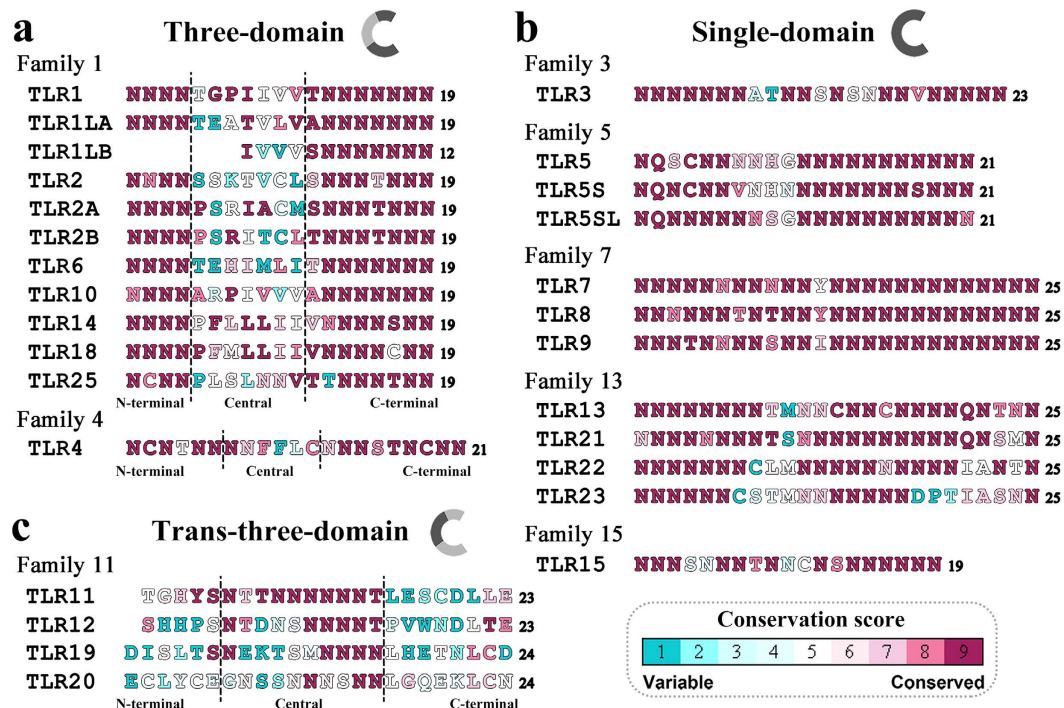 a Three-domain
Family 1
TLR1 NNNNTGPIIVVTNNNNNNN 19
TLR1LA NNNNTEATVLVANNNNNNN 19
TLR1LB IVVVSNNNNNNN 12
TLR2 NNNNSSKTVCLSNNNTNNN 19
TLR2A NNNNPSRIACMSNNNTNNN 19
TLR2B NNNNPSRITCLTNNNTNNN 19
TLR6 NNNNTEHIMLITNNNNNNN 19
TLR10 NNNNARPIVVVANNNNNNN 19
TLR14 NNNNPFLLLIIVNNNNSNN 19
TLR18 NNNNPFMLLIIVNNNNCNN 19
TLR25 NCNNPLSLNNVTTNNNTNN 19
N-terminal Central C-terminal
Family 4
TLR4 NCNTNNNNFFLCNNNSTNCNN 21
N-terminal Central C-terminal
b Single-domain
Family 3
TLR3 NNNNNNNATNNSNSNNNVNNNNN 23
Family 5
TLR5 NQSCNNNNHGNNNNNNNNNNN 21
TLR5S NQNCNNVNHNNNNNNNNSNNN 21
TLR5SL NQNNNNNNSGNNNNNNNNNNN 21
Family 7
TLR7 NNNNNNNNNNNYNNNNNNNNNNNNN 25
TLR8 NNNNNNTNTNNYNNNNNNNNNNNNN 25
TLR9 NNNTNNNNSNNINNNNNNNNNNNNN 25
Family 13
TLR13 NNNNNNNNTMNNCNNCNNNNQNTNN 25
TLR21 NNNNNNNNTSNNNNNNNNNNQNSMN 25
TLR22 NNNNNNNCLMNNNNNNNNNNIANTN 25
TLR23 NNNNNNCSTMNNNNNNNDPTIASNN 25
Family 15
TLR15 NNNSNNNTNNCNSNNNNNN 19
c Trans-three-domain
Family 11
TLR11 TGHYSNTTNNNNNNTLESCDLLE 23
TLR12 SHHPSNTDNSNNNNTPVWNDLTE 23
TLR19 DISLTSNEKTSMNNNNLHETNLCD 24
TLR20 ECLYCEGNSSNNNSNNLGQEKLCN 24
N-terminal Central C-terminal
Conservation score
1 2 3 4 5 6 7 8 9
Variable Conserved